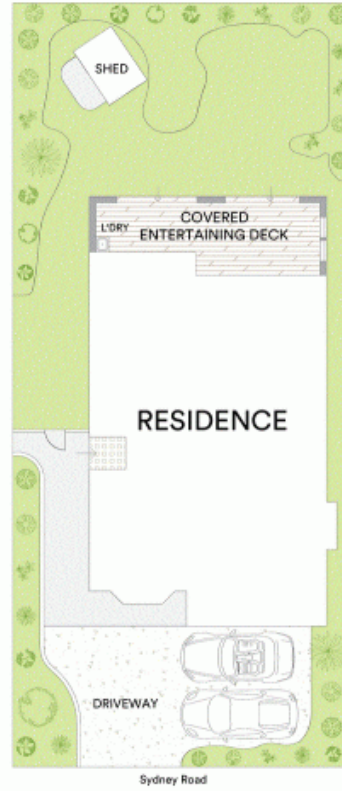 SHED
L'DRY
COVERED
ENTERTAINING DECK
RESIDENCE
DRIVEWAY
Sydney Road